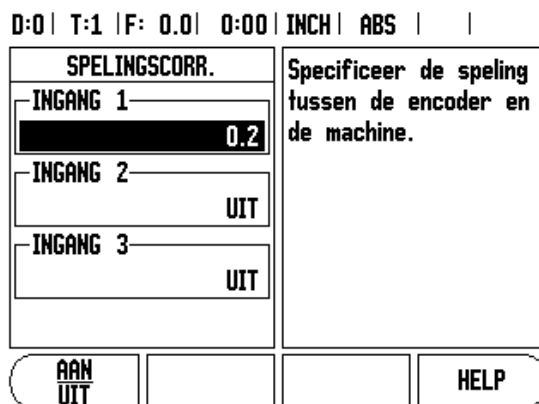 D:0 | T:1 | F: 0.0 | 0:00 | INCH | ABS | |
SPELINGSCORR.
INGANG 1
0.2
INGANG 2
UIT
INGANG 3
UIT
Specificeer de speling
tussen de encoder en
de machine.
AAN
UIT
HELP